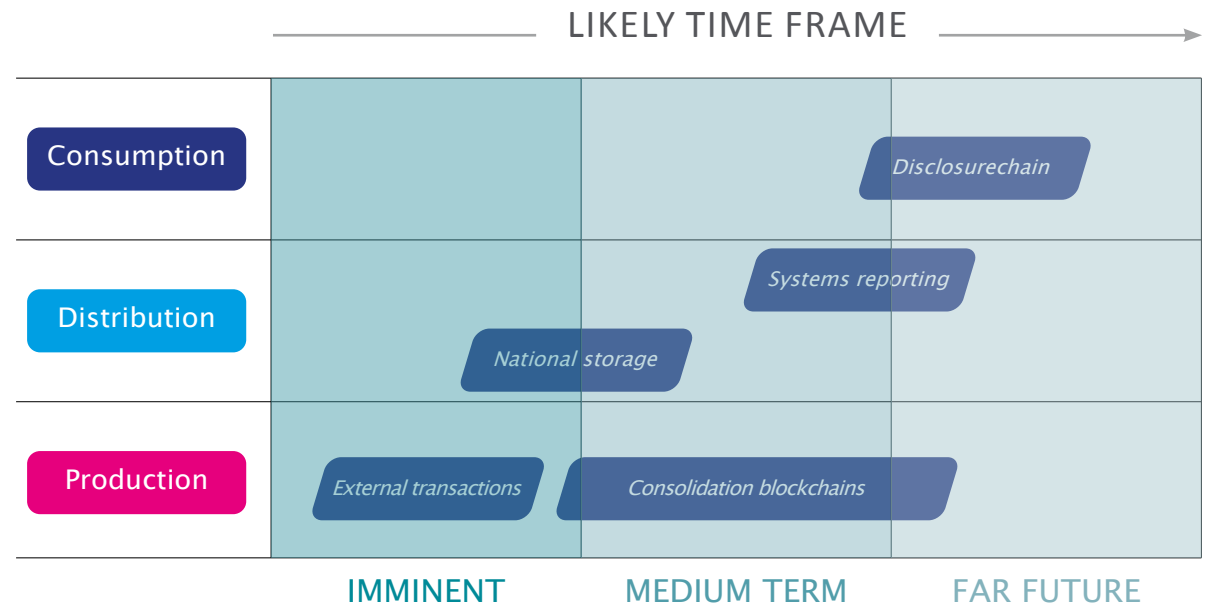 LIKELY TIME FRAME
Consumption
Disclosurechain
Distribution
Systems reporting
National storage
Production
External transactions
Consolidation blockchains
IMMINENT
MEDIUM TERM
FAR FUTURE